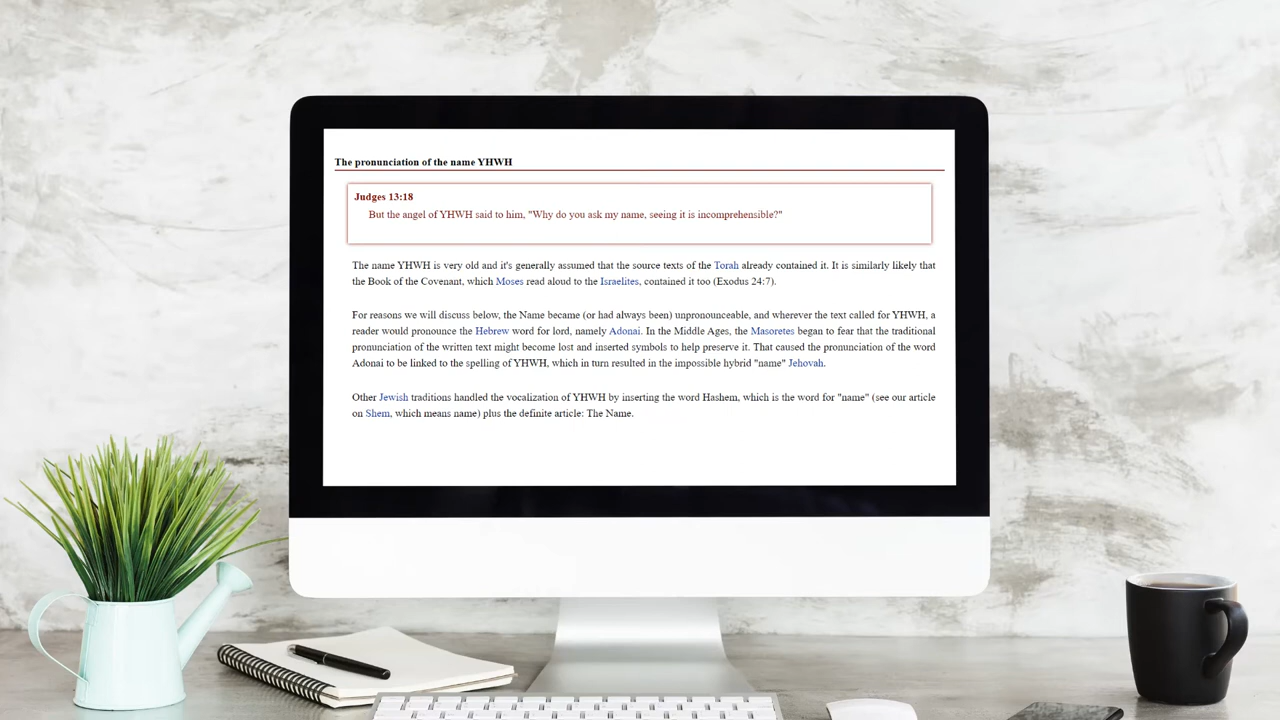 The pronunciation of the name YHWH
Judges 13:18
But the angel of YHWH said to him, "Why do you ask my name, seeing it is incomprehensible?"
The name YHWH is very old and it's generally assumed that the source texts of the Torah already contained it. It is similarly likely that
the Book of the Covenant, which Moses read aloud to the Israelites, contained it too (Exodus 24:7).
For reasons we will discuss below, the Name became (or had always been) unpronounceable, and wherever the text called for YHWH, a
reader would pronounce the Hebrew word for lord, namely Adonai. In the Middle Ages, the Masoretes began to fear that the traditional
pronunciation of the written text might become lost and inserted symbols to help preserve it. That caused the pronunciation of the word
Adonai to be linked to the spelling of YHWH, which in turn resulted in the impossible hybrid "name" Jehovah.
Other Jewish traditions handled the vocalization of YHWH by inserting the word Hashem, which is the word for "name" (see our article
on Shem, which means name) plus the definite article: The Name.